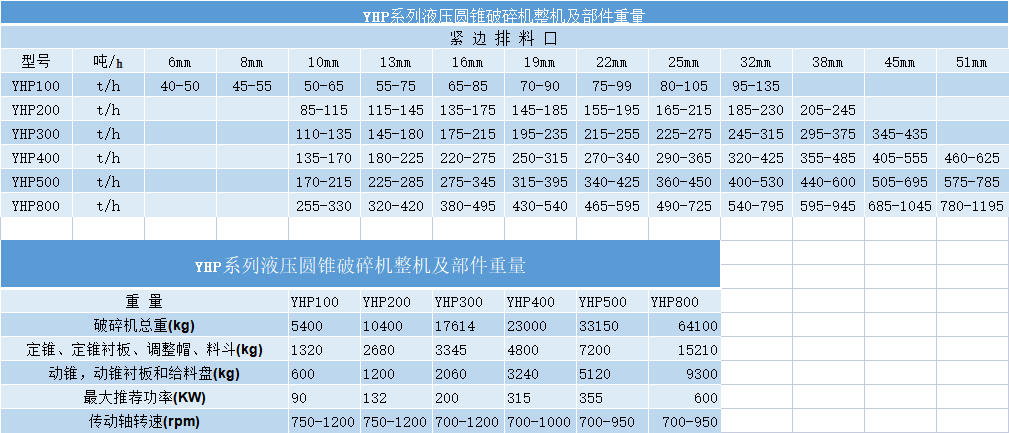 YHP系列液压圆锥破碎机整机及部件重量
紧 边 排 料 口
型号 吨/h 6mm 8mm 10mm 13mm 16mm 19mm 22mm 25mm 32mm 38mm 45mm 51mm
YHP100 t/h 40-50 45-55 50-65 55-75 65-85 70-90 75-99 80-105 95-135
YHP200 t/h 85-115 115-145 135-175 145-185 155-195 165-215 185-230 205-245
YHP300 t/h 110-135 145-180 175-215 195-235 215-255 225-275 245-315 295-375 345-435
YHP400 t/h 135-170 180-225 220-275 250-315 270-340 290-365 320-425 355-485 405-555 460-625
YHP500 t/h 170-215 225-285 275-345 315-395 340-425 360-450 400-530 440-600 505-695 575-785
YHP800 t/h 255-330 320-420 380-495 430-540 465-595 490-725 540-795 595-945 685-1045 780-1195
YHP系列液压圆锥破碎机整机及部件重量
重 量 YHP100 YHP200 YHP300 YHP400 YHP500 YHP800
破碎机总重(kg) 5400 10400 17614 23000 33150 64100
定锥、定锥衬板、调整帽、料斗(kg) 1320 2680 3345 4800 7200 15210
动锥，动锥衬板和给料盘(kg) 600 1200 2060 3240 5120 9300
最大推荐功率(KW) 90 132 200 315 355 600
传动轴转速(rpm) 750-1200 750-1200 700-1200 700-1000 700-950 700-950